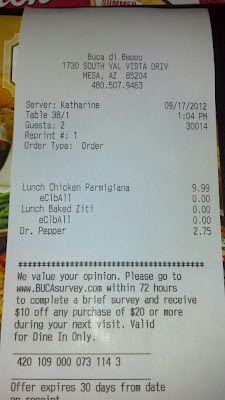 SUMMER
Buca di Beppo
1730 SOUTH VAL VISTA DRIV
MESA, AZ 85204
480.507.9463
Server: Katharine 09/17/2012
Table 38/1 1:04 PM
Guests: 2 30014
Reprint #: 1
Order Type: Order
Lunch Chicken Parmigiana 9.99
eClbAll 0.00
Lunch Baked Ziti 0.00
eClbAll 0.00
Dr. Pepper 2.75
****************************************
We value your opinion. Please go to
www.BUCAsurvey.com within 72 hours
to complete a brief survey and receive
$10 off any purchase of $20 or more
during your next visit. Valid
for Dine In Only.
420 109 000 073 114 3
Offer expires 30 days from date
on receipt.